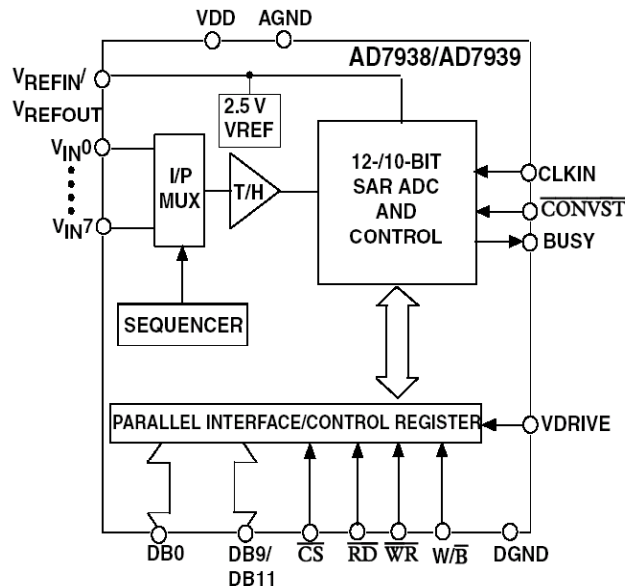 VDD AGND
AD7938/AD7939
VREFIN/
VREFOUT
2.5 V
VREF
VIN0
VIN7
I/P
MUX
T/H
12-/10-BIT
SAR ADC
AND
CONTROL
CLKIN
CONVST
BUSY
SEQUENCER
PARALLEL INTERFACE/CONTROL REGISTER
VDRIVE
DB0 DB9/
DB11
CS RD WR W/B DGND